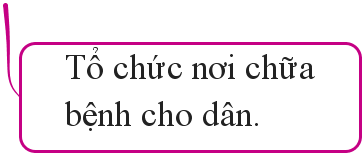 Tổ chức nơi chữa
bệnh cho dân.